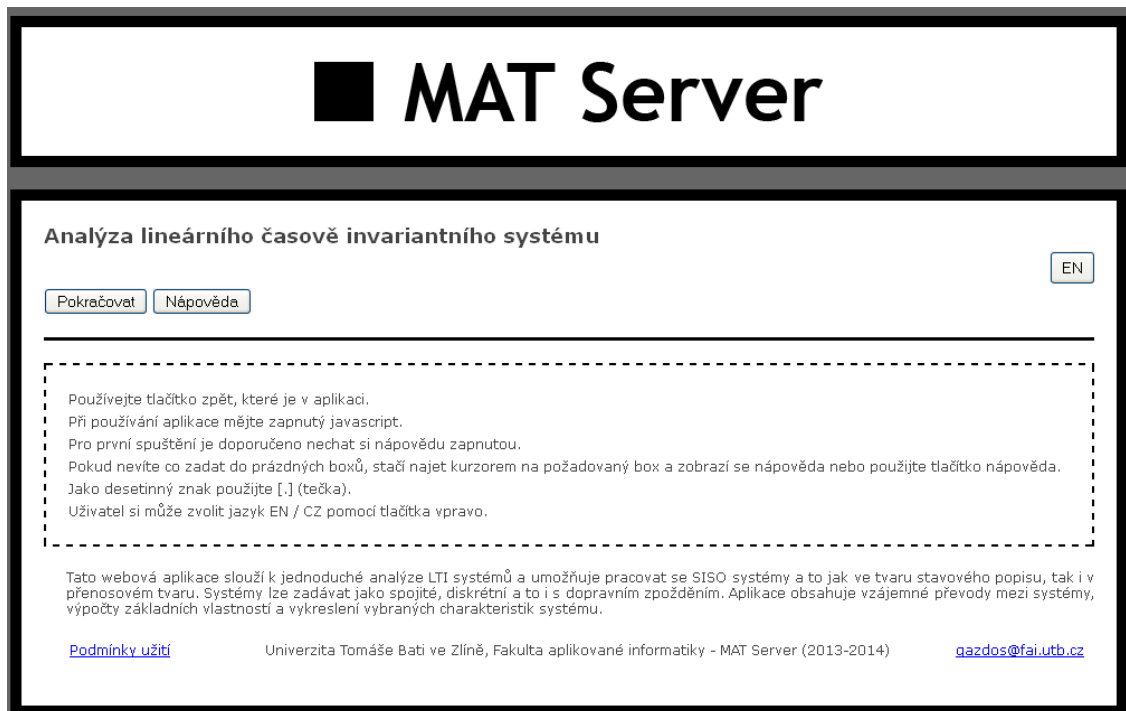 MAT Server
Analýza lineárního časově invariantního systému
EN
Pokračovat Nápověda
Používejte tlačítko zpět, které je v aplikaci.
Při používání aplikace mějte zapnutý javascript.
Pro první spuštění je doporučeno nechat si nápovědu zapnutou.
Pokud nevíte co zadat do prázdných boxů, stačí najet kurzorem na požadovaný box a zobrazí se nápověda nebo použijte tlačítko nápověda.
Jako desetinný znak použijte [.] (tečka).
Uživatel si může zvolit jazyk EN / CZ pomocí tlačítka vpravo.
Tato webová aplikace slouží k jednoduché analýze LTI systémů a umožňuje pracovat se SISO systémy a to jak ve tvaru stavového popisu, tak i v
přenosovém tvaru. Systémy lze zadávat jako spojité, diskrétní a to i s dopravním zpožděním. Aplikace obsahuje vzájemné převody mezi systémy,
výpočty základních vlastností a vykreslení vybraných charakteristik systému.
Podmínky užití Univerzita Tomáše Bati ve Zlíně, Fakulta aplikované informatiky - MAT Server (2013-2014) gazdos@fai.utb.cz